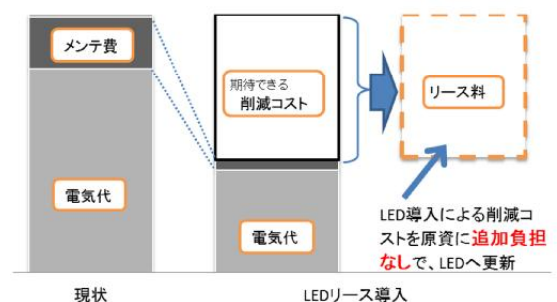 メンテ費
電気代
期待できる
削減コスト
電気代
リース料
LED導入による削減コ
ストを原資に追加負担
なしで、LEDへ更新
現状
LEDリース導入